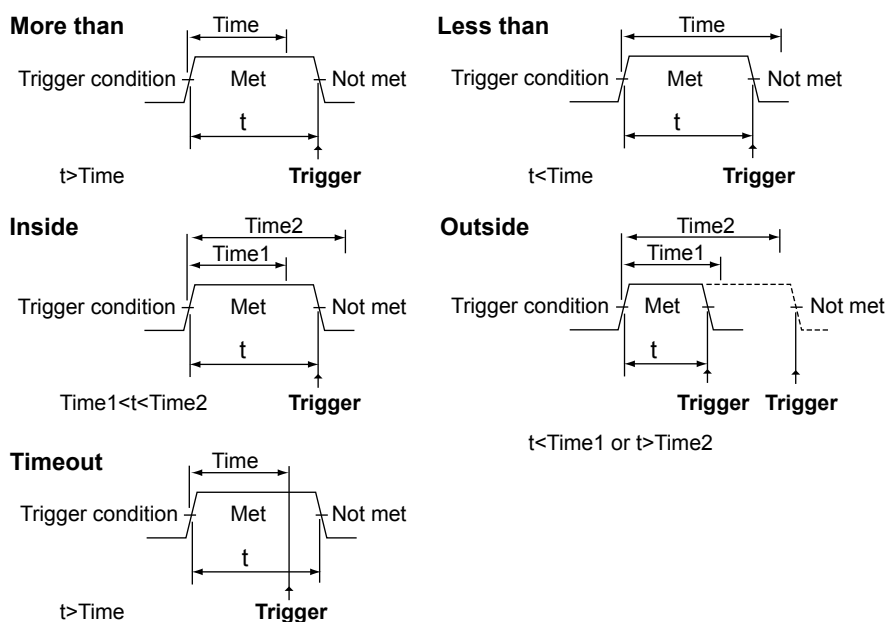 More than
Time
Trigger condition
Met
Not met
t
t>Time
Trigger
Less than
Time
Trigger condition
Met
Not met
t
t<Time
Trigger
Inside
Time2
Time1
Trigger condition
Met
Not met
t
Time1<t<Time2
Trigger
Outside
Time2
Time1
Trigger condition
Met
Not met
t
Trigger Trigger
t<Time1 or t>Time2
Timeout
Time
Trigger condition
Met
Not met
t
t>Time
Trigger